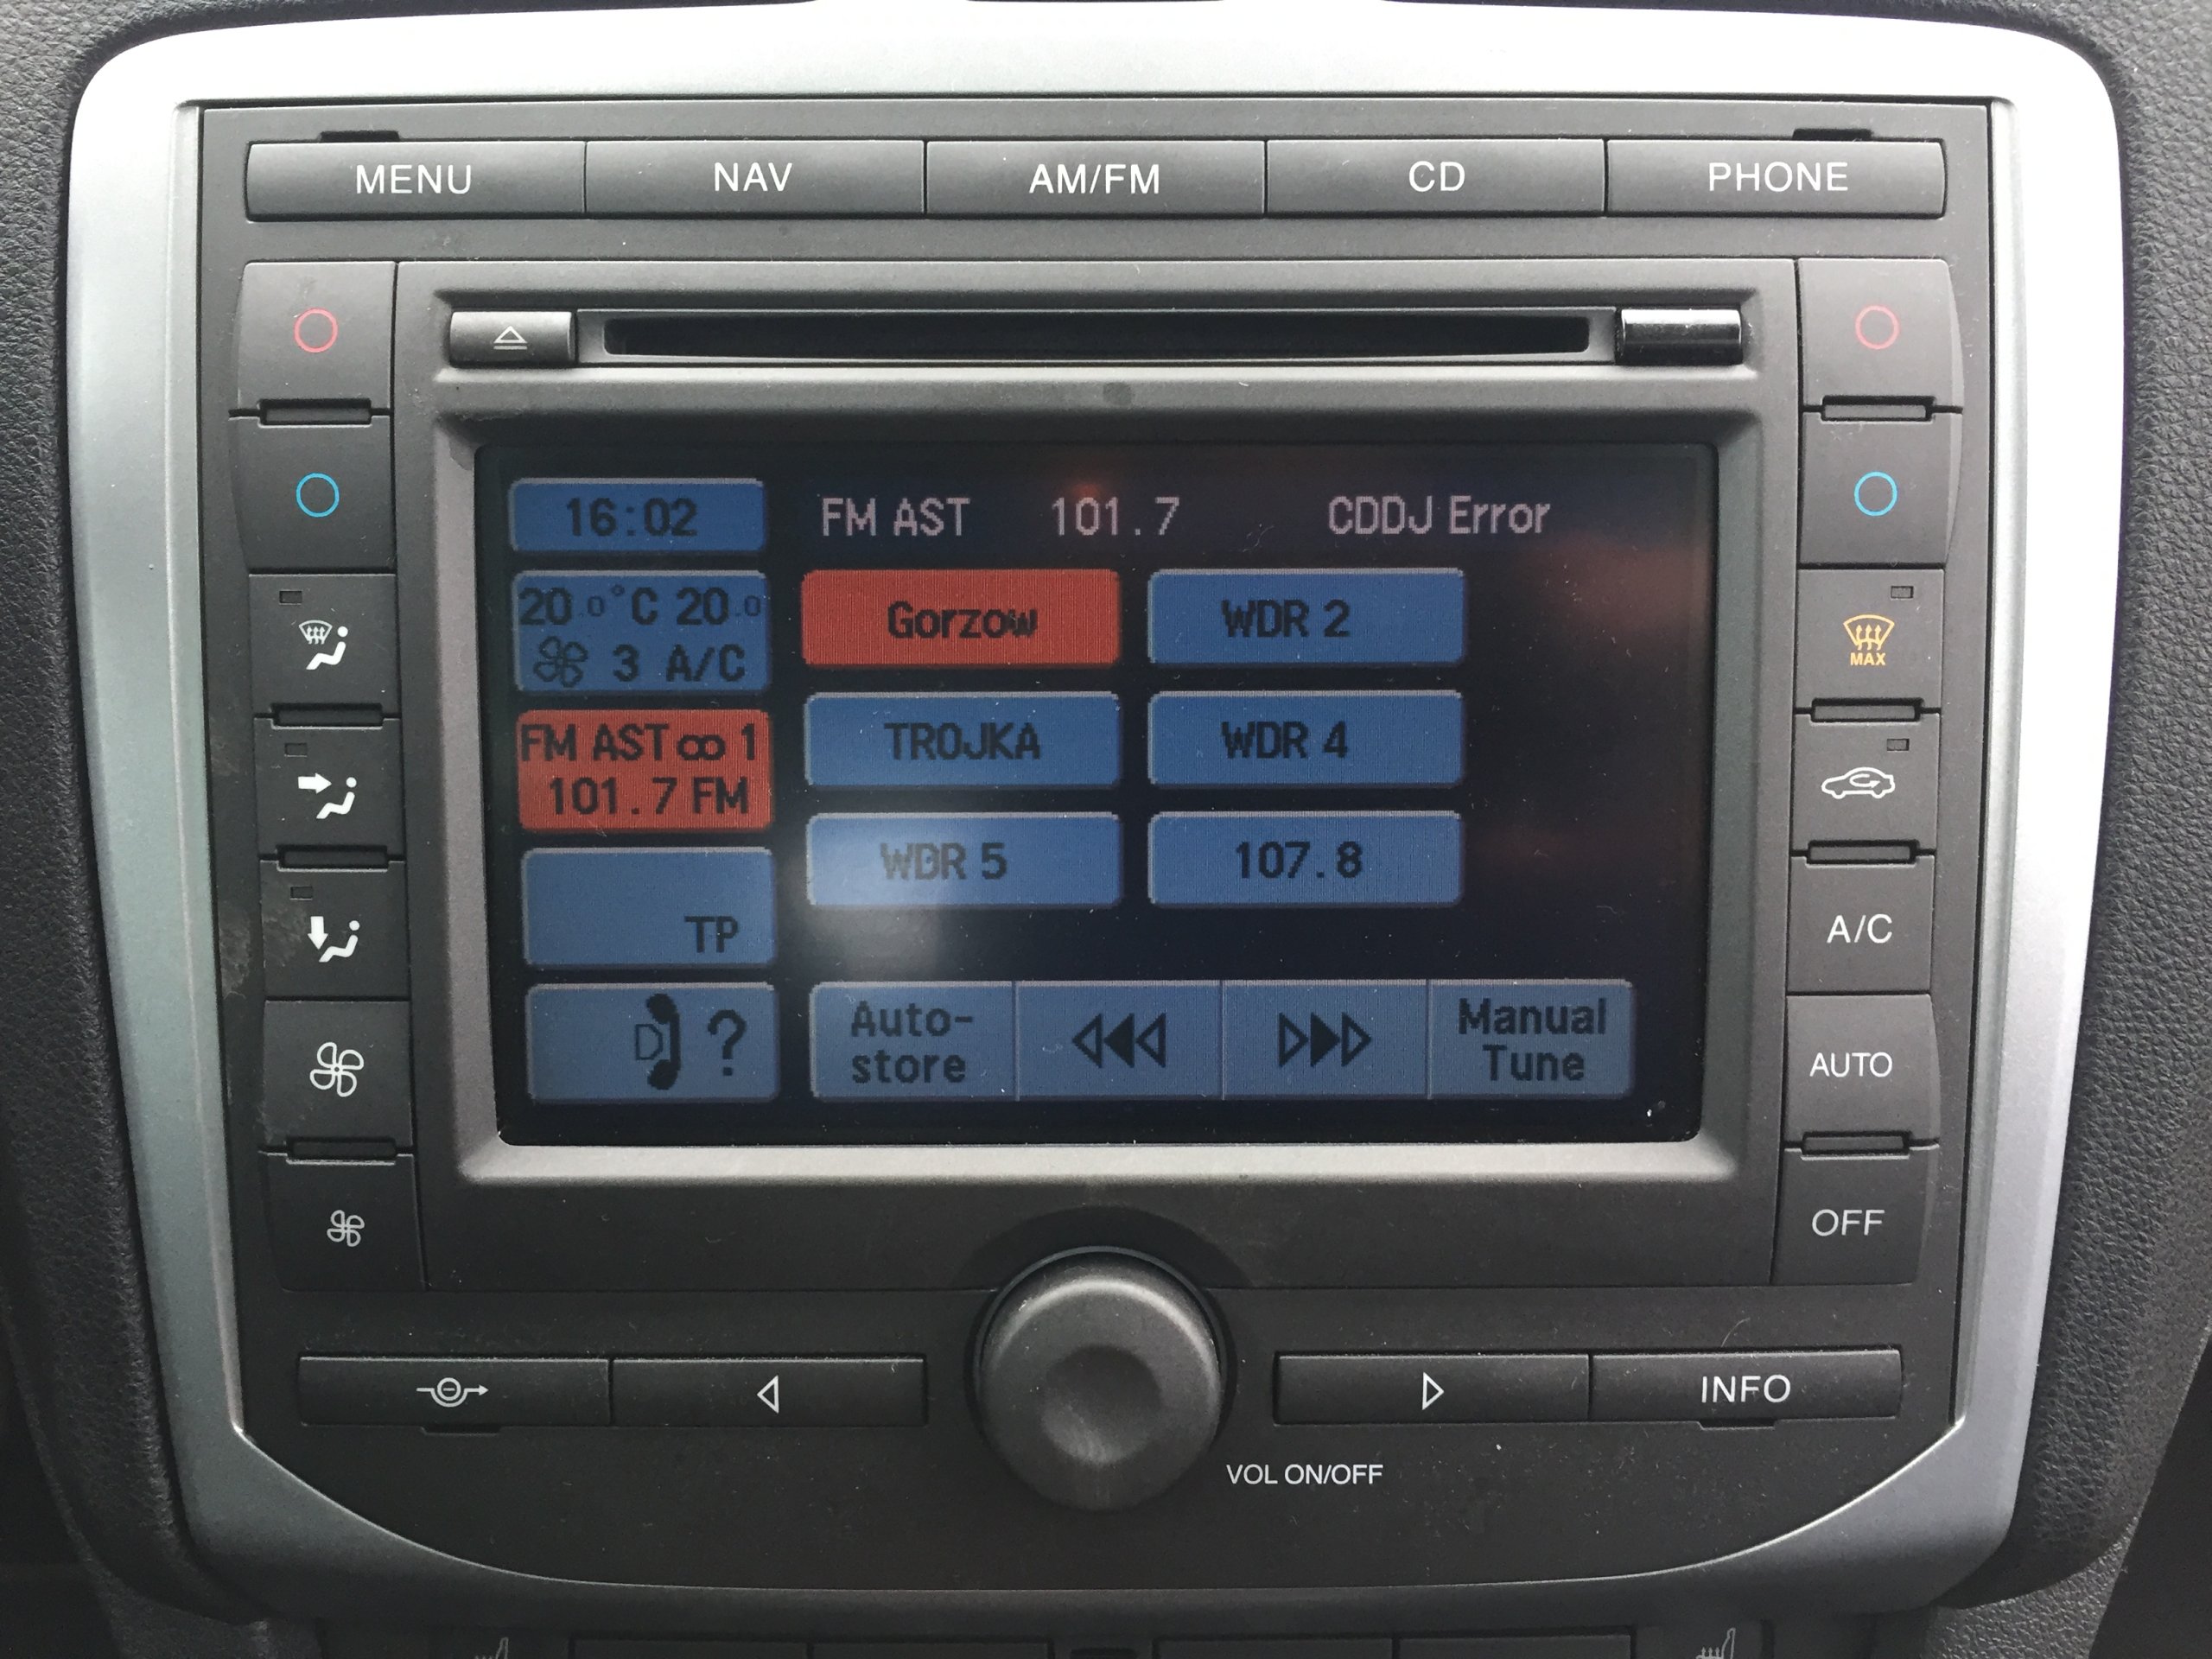 MENU NAV AM/FM CD PHONE
16:02 FM AST 101.7 CDDJ Error
20.0°C 20.0
3 A/C
Gorzow WDR 2
MAX
FM AST 1
101.7 FM
TROJKA WDR 4
WDR 5 107.8
TP
A/C
?
Auto-
store
Manual
Tune
AUTO
OFF
INFO
VOL ON/OFF